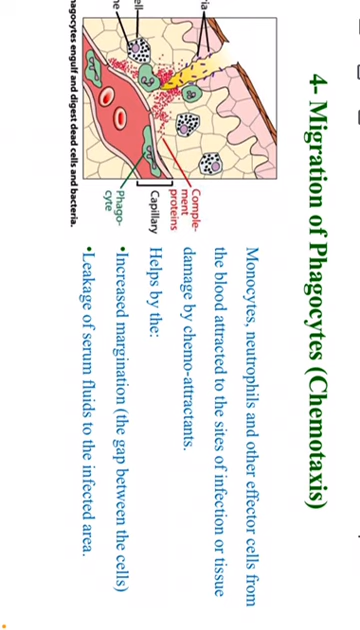 4- Migration of Phagocytes (Chemotaxis)
Monocytes, neutrophils and other effector cells from
the blood attracted to the sites of infection or tissue
damage by chemo-attractants.
Helps by the:
•Increased margination (the gap between the cells)
•Leakage of serum fluids to the infected area.
Comple-
ment
proteins
Capillary
Phago-
cyte
agocytes engulf and digest dead cells and bacteria.